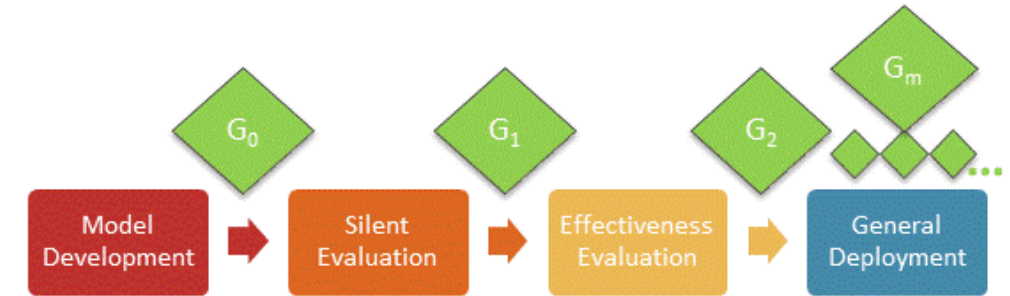 G0
G1
G2
Gm
Model
Development
Silent
Evaluation
Effectiveness
Evaluation
General
Deployment
...